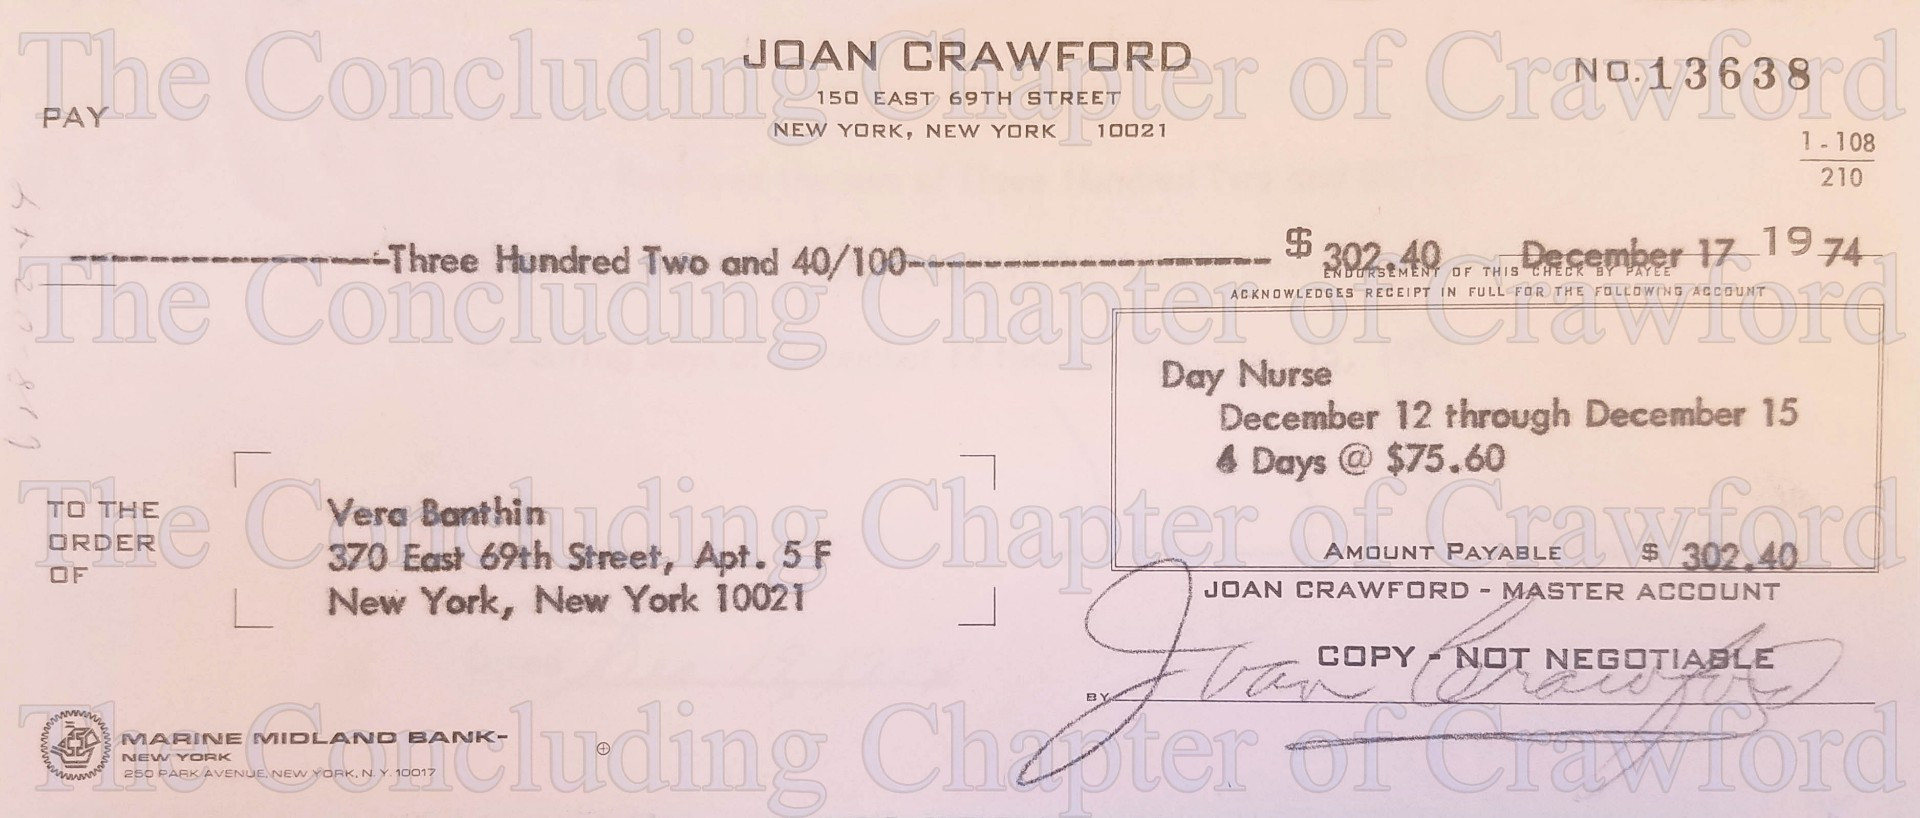 JOAN CRAWFORD
150 EAST 69TH STREET
NEW YORK, NEW YORK 10021
NO. 13638
1-108
210
PAY
Three Hundred Two and 40/100 $ 302.40 December 17 19 74
ENDORSEMENT OF THIS CHECK BY PAYEE
ACKNOWLEDGES RECEIPT IN FULL FOR THE FOLLOWING ACCOUNT
Day Nurse
December 12 through December 15
4 Days @ $75.60
AMOUNT PAYABLE $ 302.40
TO THE
ORDER
OF
Vera Banthin
370 East 69th Street, Apt. 5 F
New York, New York 10021
JOAN CRAWFORD - MASTER ACCOUNT
COPY - NOT NEGOTIABLE
BY Joan Crawford
MARINE MIDLAND BANK-
NEW YORK
250 PARK AVENUE, NEW YORK, N. Y. 10017
The Concluding Chapter of Crawford
The Concluding Chapter of Crawford
The Concluding Chapter of Crawford
The Concluding Chapter of Crawford